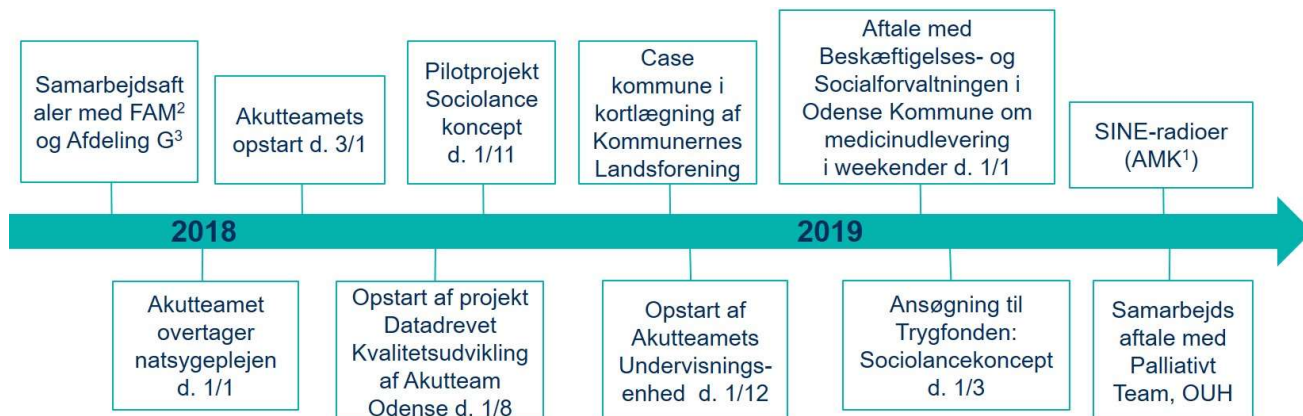 Samarbejdsaft
aler med FAM²
og Afdeling G³
Akutteamets
opstart d. 3/1
Pilotprojekt
Sociolance
koncept
d. 1/11
Case
kommune i
kortlægning af
Kommunernes
Landsforening
Aftale med
Beskæftigelses- og
Socialforvaltningen i
Odense Kommune om
medicinudlevering
i weekender d. 1/1
SINE-radioer
(AMK¹)
2018
2019
Akutteamet
overtager
natsygeplejen
d. 1/1
Opstart af projekt
Datadrevet
Kvalitetsudvikling
af Akutteam
Odense d. 1/8
Opstart af
Akutteamets
Undervisnings-
enhed d. 1/12
Ansøgning til
Trygfonden:
Sociolancekoncept
d. 1/3
Samarbejds
aftale med
Palliativt
Team, OUH